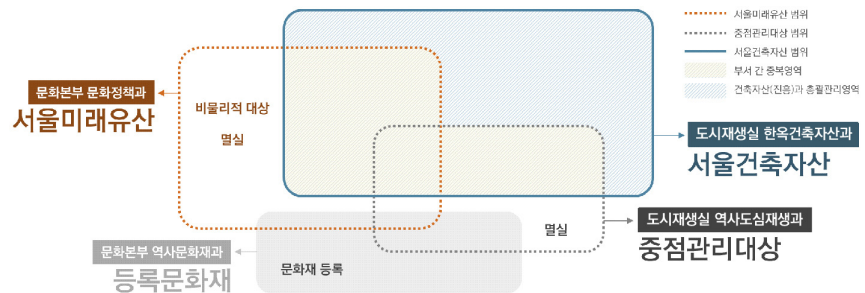 서울미래유산 범위
중점관리대상 범위
서울건축자산 범위
부서 간 중복영역
건축자산(진흥)과 총괄관리영역
문화본부 문화정책과
서울미래유산
비물리적 대상
멸실
도시재생실 한옥건축자산과
서울건축자산
도시재생실 역사도심재생과
중점관리대상
멸실
문화본부 역사문화재과
등록문화재
문화재 등록